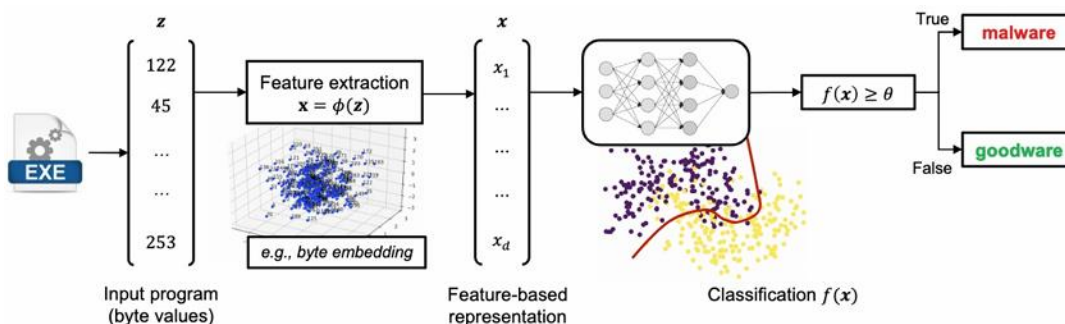 z
x
True
malware
122
45
...
...
253
Feature extraction
x = ϕ(z)
x₁
...
...
x_d
f(x) ≥ θ
EXE
False
goodware
e.g., byte embedding
Input program
(byte values)
Feature-based
representation
Classification f(x)